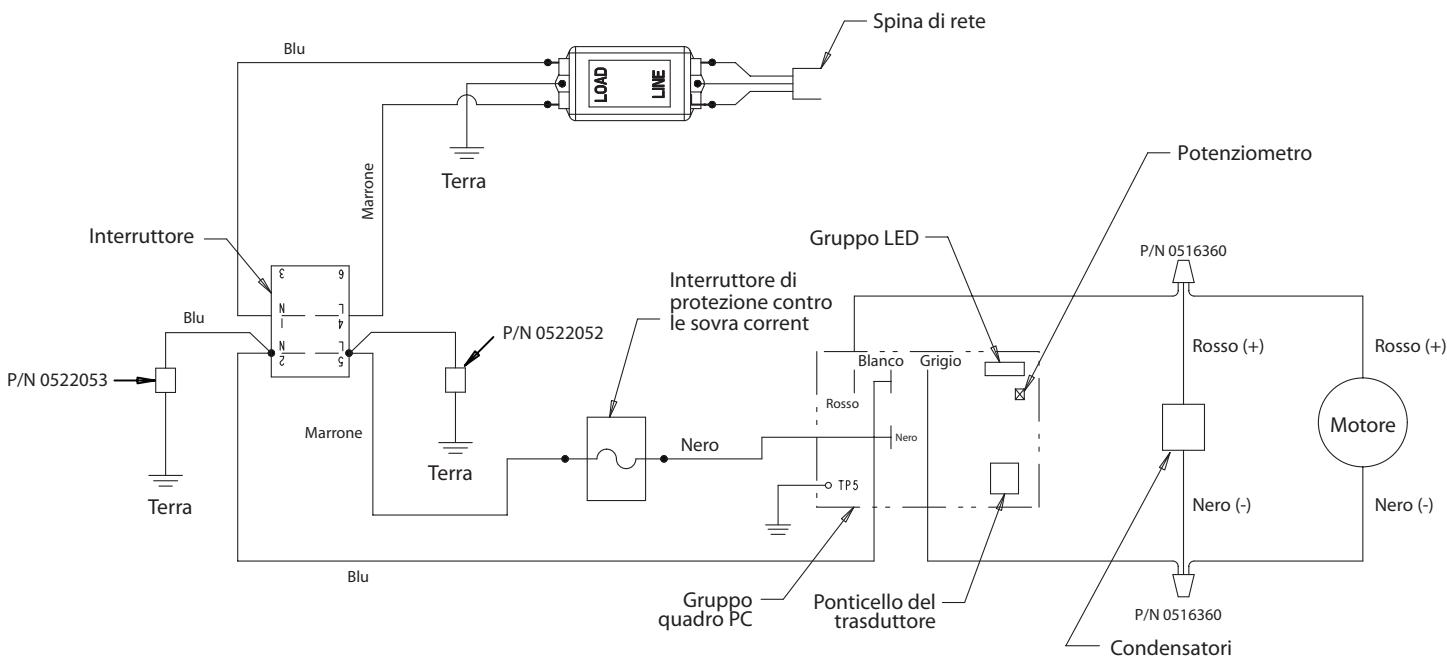 Spina di rete
Blu
LOAD
LINE
Terra
Marrone
Potenziometro
Interruttore
Gruppo LED
P/N 0516360
3
6
N
L
1
4
N
L
2
5
Interruttore di
protezione contro
le sovra corrent
Blu
P/N 0522052
Rosso (+)
Rosso (+)
P/N 0522053
Blanco
Grigio
Rosso
Marrone
Nero
Nero
Motore
Terra
Terra
TP5
Nero (-)
Nero (-)
Blu
Gruppo
quadro PC
Ponticello del
trasduttore
P/N 0516360
Condensatori